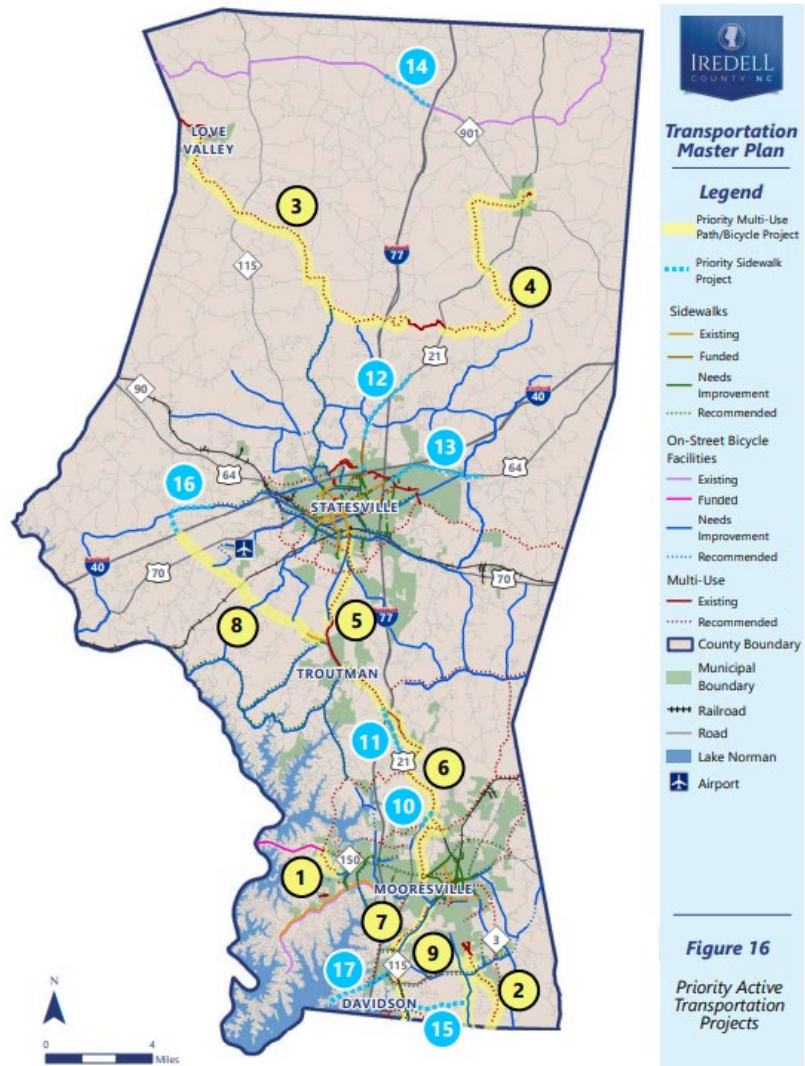 14
LOVE
VALLEY
901
3
77
115
4
21
12
40
90
13
64
64
16
STATESVILLE
40
70
70
8
5
77
TROUTMAN
11
21
6
10
150
1
MOORESVILLE
7
9
3
17
115
2
DAVIDSON
15
N
0 4
Miles
IREDELL
COUNTY NC
Transportation
Master Plan
Legend
Priority Multi-Use
Path/Bicycle Project
Priority Sidewalk
Project
Sidewalks
Existing
Funded
Needs
Improvement
Recommended
On-Street Bicycle
Facilities
Existing
Funded
Needs
Improvement
Recommended
Multi-Use
Existing
Recommended
County Boundary
Municipal
Boundary
Railroad
Road
Lake Norman
Airport
Figure 16
Priority Active
Transportation
Projects